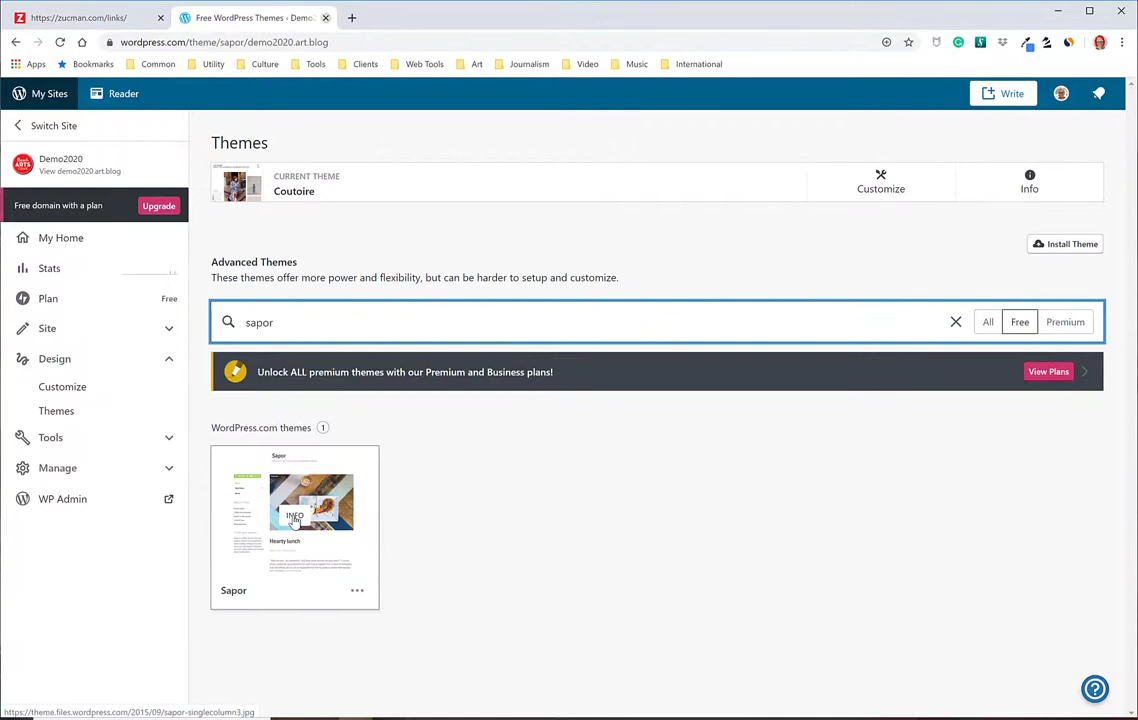 https://zucman.com/links/
Free WordPress Themes ‹ Demo2
wordpress.com/theme/sapor/demo2020.art.blog
Apps Bookmarks Common Utility Culture Tools Clients Web Tools Art Journalism Video Music International
My Sites Reader Write
Switch Site
Demo2020
View demo2020.art.blog
Free domain with a plan Upgrade
My Home
Stats
Plan Free
Site
Design
Customize
Themes
Tools
Manage
WP Admin
Themes
CURRENT THEME
Coutoire
Customize
Info
Install Theme
Advanced Themes
These themes offer more power and flexibility, but can be harder to setup and customize.
sapor
All Free Premium
Unlock ALL premium themes with our Premium and Business plans!
View Plans
WordPress.com themes 1
Sapor
INFO
Hearty lunch
Sapor
https://theme.files.wordpress.com/2015/09/sapor-singlecolumn3.jpg